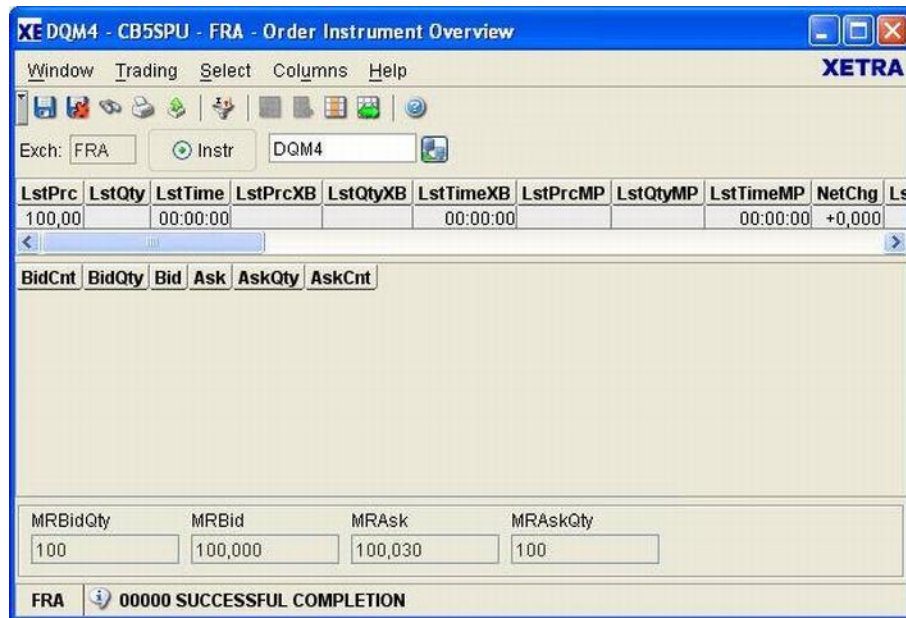 XE DQM4 - CB5SPU - FRA - Order Instrument Overview
Window Trading Select Columns Help XETRA
Exch: FRA Instr DQM4
LstPrc LstQty LstTime LstPrcXB LstQtyXB LstTimeXB LstPrcMP LstQtyMP LstTimeMP NetChg Ls
100,00 00:00:00 00:00:00 00:00:00 +0,000
BidCnt BidQty Bid Ask AskQty AskCnt
MRBidQty MRBid MRAsk MRAskQty
100 100,000 100,030 100
FRA 00000 SUCCESSFUL COMPLETION